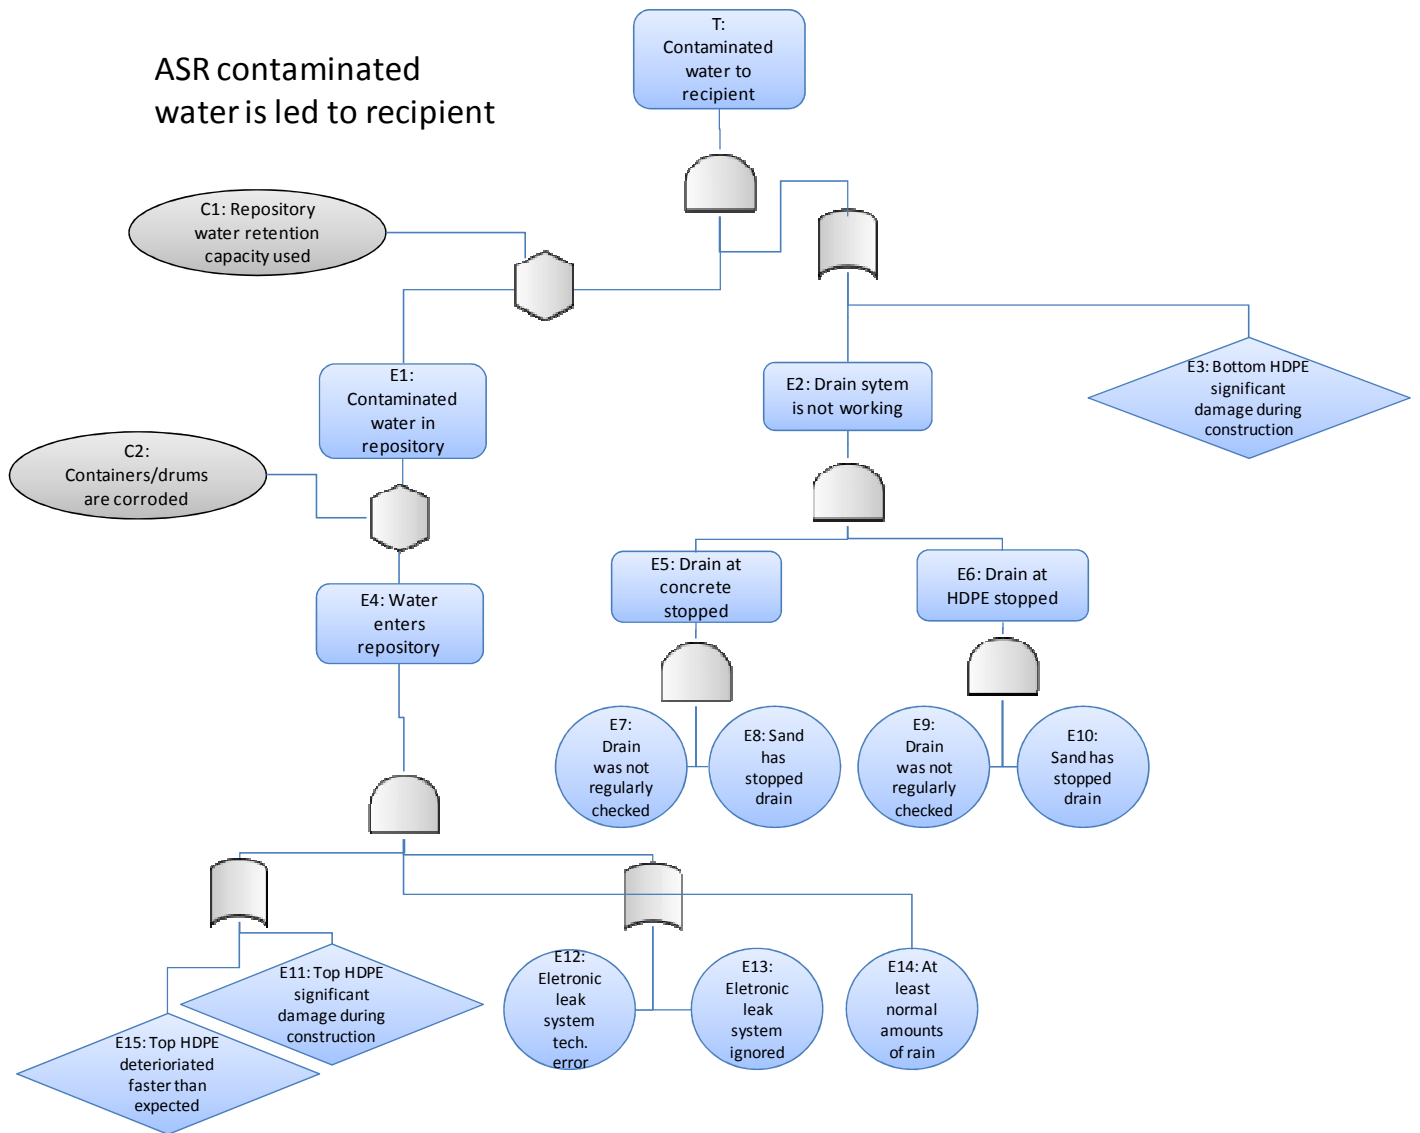 T:
Contaminated
water to
recipient
ASR contaminated
water is led to recipient
C1: Repository
water retention
capacity used
E1:
Contaminated
water in
repository
E2: Drain sytem
is not working
E3: Bottom HDPE
significant
damage during
construction
C2:
Containers/drums
are corroded
E4: Water
enters
repository
E5: Drain at
concrete
stopped
E6: Drain at
HDPE stopped
E7:
Drain
was not
regularly
checked
E8: Sand
has
stopped
drain
E9:
Drain
was not
regularly
checked
E10:
Sand has
stopped
drain
E11: Top HDPE
significant
damage during
construction
E15: Top HDPE
deterioriated
faster than
expected
E12:
Eletronic
leak
system
tech.
error
E13:
Eletronic
leak
system
ignored
E14: At
least
normal
amounts
of rain